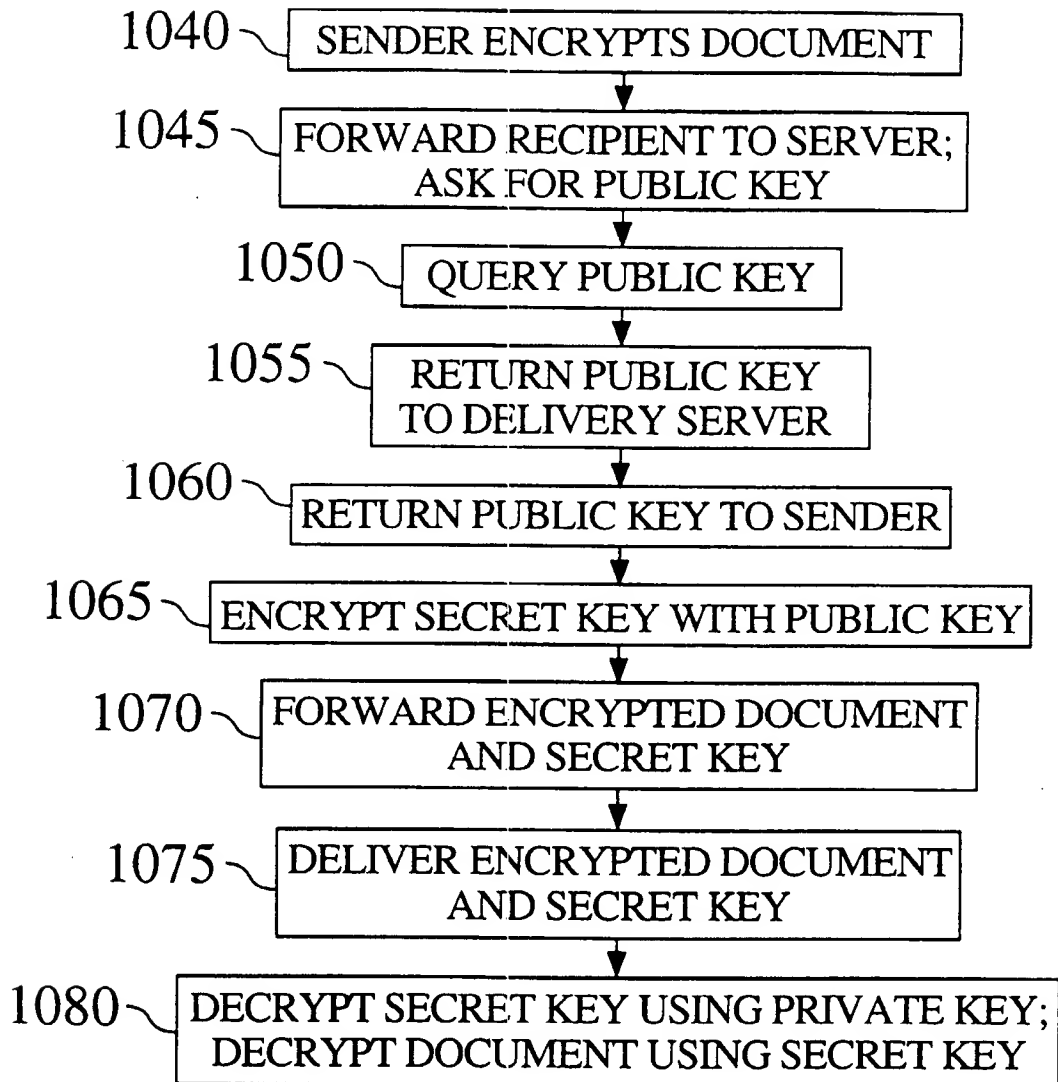 1040 SENDER ENCRYPTS DOCUMENT
1045 FORWARD RECIPIENT TO SERVER;
ASK FOR PUBLIC KEY
1050 QUERY PUBLIC KEY
1055 RETURN PUBLIC KEY
TO DELIVERY SERVER
1060 RETURN PUBLIC KEY TO SENDER
1065 ENCRYPT SECRET KEY WITH PUBLIC KEY
1070 FORWARD ENCRYPTED DOCUMENT
AND SECRET KEY
1075 DELIVER ENCRYPTED DOCUMENT
AND SECRET KEY
1080 DECRYPT SECRET KEY USING PRIVATE KEY;
DECRYPT DOCUMENT USING SECRET KEY